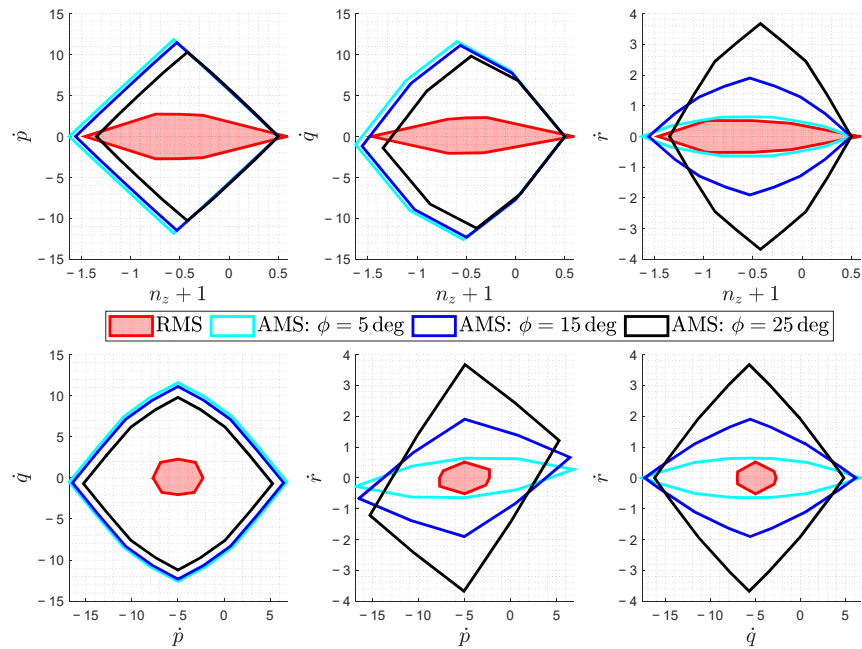 15 10 5 0 − 5 − 10 − 15
ṗ
− 1.5 − 1 − 0.5 0 0.5
n_z + 1
15 10 5 0 − 5 − 10 − 15
q̇
− 1.5 − 1 − 0.5 0 0.5
n_z + 1
4 3 2 1 0 − 1 − 2 − 3 − 4
ṙ
− 1.5 − 1 − 0.5 0 0.5
n_z + 1
RMS AMS: ϕ = 5 deg AMS: ϕ = 15 deg AMS: ϕ = 25 deg
15 10 5 0 − 5 − 10 − 15
q̇
− 15 − 10 − 5 0 5
ṗ
4 3 2 1 0 − 1 − 2 − 3 − 4
ṙ
− 15 − 10 − 5 0 5
ṗ
4 3 2 1 0 − 1 − 2 − 3 − 4
ṙ
− 15 − 10 − 5 0 5
q̇